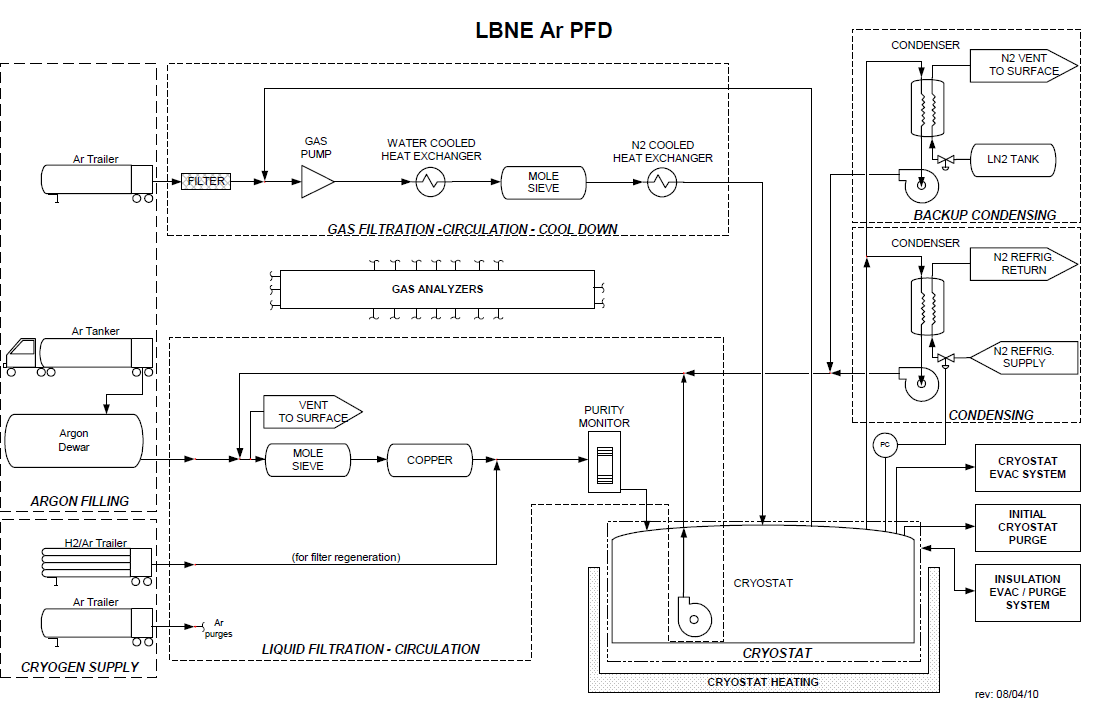 LBNE Ar PFD
CONDENSER
N2 VENT
TO SURFACE
LN2 TANK
BACKUP CONDENSING
Ar Trailer
FILTER
GAS
PUMP
WATER COOLED
HEAT EXCHANGER
MOLE
SIEVE
N2 COOLED
HEAT EXCHANGER
GAS FILTRATION -CIRCULATION - COOL DOWN
CONDENSER
N2 REFRIG.
RETURN
N2 REFRIG.
SUPPLY
CONDENSING
GAS ANALYZERS
Ar Tanker
Argon
Dewar
ARGON FILLING
VENT
TO SURFACE
MOLE
SIEVE
COPPER
PURITY
MONITOR
PC
CRYOSTAT
EVAC SYSTEM
INITIAL
CRYOSTAT
PURGE
INSULATION
EVAC / PURGE
SYSTEM
H2/Ar Trailer
(for filter regeneration)
Ar Trailer
Ar
purges
CRYOGEN SUPPLY
LIQUID FILTRATION - CIRCULATION
CRYOSTAT
CRYOSTAT
CRYOSTAT HEATING
rev: 08/04/10